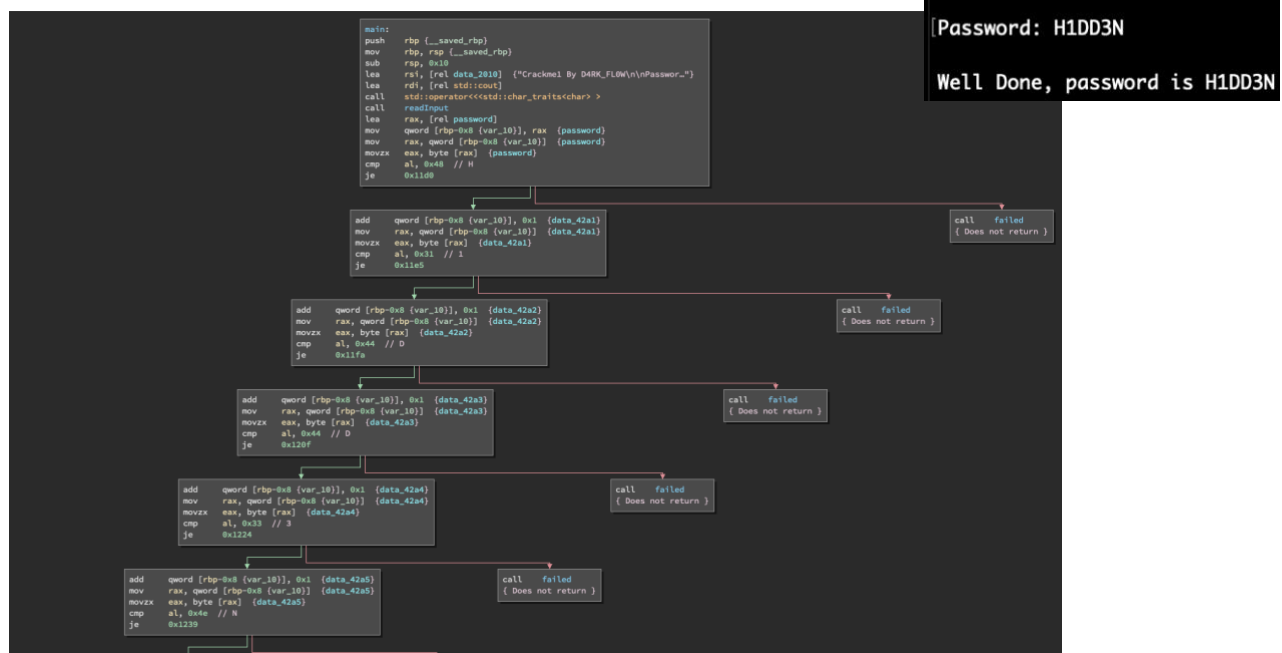 [Password: H1DD3N
Well Done, password is H1DD3N
main:
push rbp {__saved_rbp}
mov rbp, rsp {__saved_rbp}
sub rsp, 0x10
lea rsi, [rel data_2010] {"Crackme1 By D4RK_FL0W\n\nPasswor…"}
lea rdi, [rel std::cout]
call std::operator<<<std::char_traits<char> >
call readInput
lea rax, [rel password]
mov qword [rbp-0x8 {var_10}], rax {password}
mov rax, qword [rbp-0x8 {var_10}] {password}
movzx eax, byte [rax] {password}
cmp al, 0x48 // H
je 0x11d0
add qword [rbp-0x8 {var_10}], 0x1 {data_42a1}
mov rax, qword [rbp-0x8 {var_10}] {data_42a1}
movzx eax, byte [rax] {data_42a1}
cmp al, 0x31 // 1
je 0x11e5
call failed
{ Does not return }
add qword [rbp-0x8 {var_10}], 0x1 {data_42a2}
mov rax, qword [rbp-0x8 {var_10}] {data_42a2}
movzx eax, byte [rax] {data_42a2}
cmp al, 0x44 // D
je 0x11fa
call failed
{ Does not return }
add qword [rbp-0x8 {var_10}], 0x1 {data_42a3}
mov rax, qword [rbp-0x8 {var_10}] {data_42a3}
movzx eax, byte [rax] {data_42a3}
cmp al, 0x44 // D
je 0x120f
call failed
{ Does not return }
add qword [rbp-0x8 {var_10}], 0x1 {data_42a4}
mov rax, qword [rbp-0x8 {var_10}] {data_42a4}
movzx eax, byte [rax] {data_42a4}
cmp al, 0x33 // 3
je 0x1224
call failed
{ Does not return }
add qword [rbp-0x8 {var_10}], 0x1 {data_42a5}
mov rax, qword [rbp-0x8 {var_10}] {data_42a5}
movzx eax, byte [rax] {data_42a5}
cmp al, 0x4e // N
je 0x1239
call failed
{ Does not return }